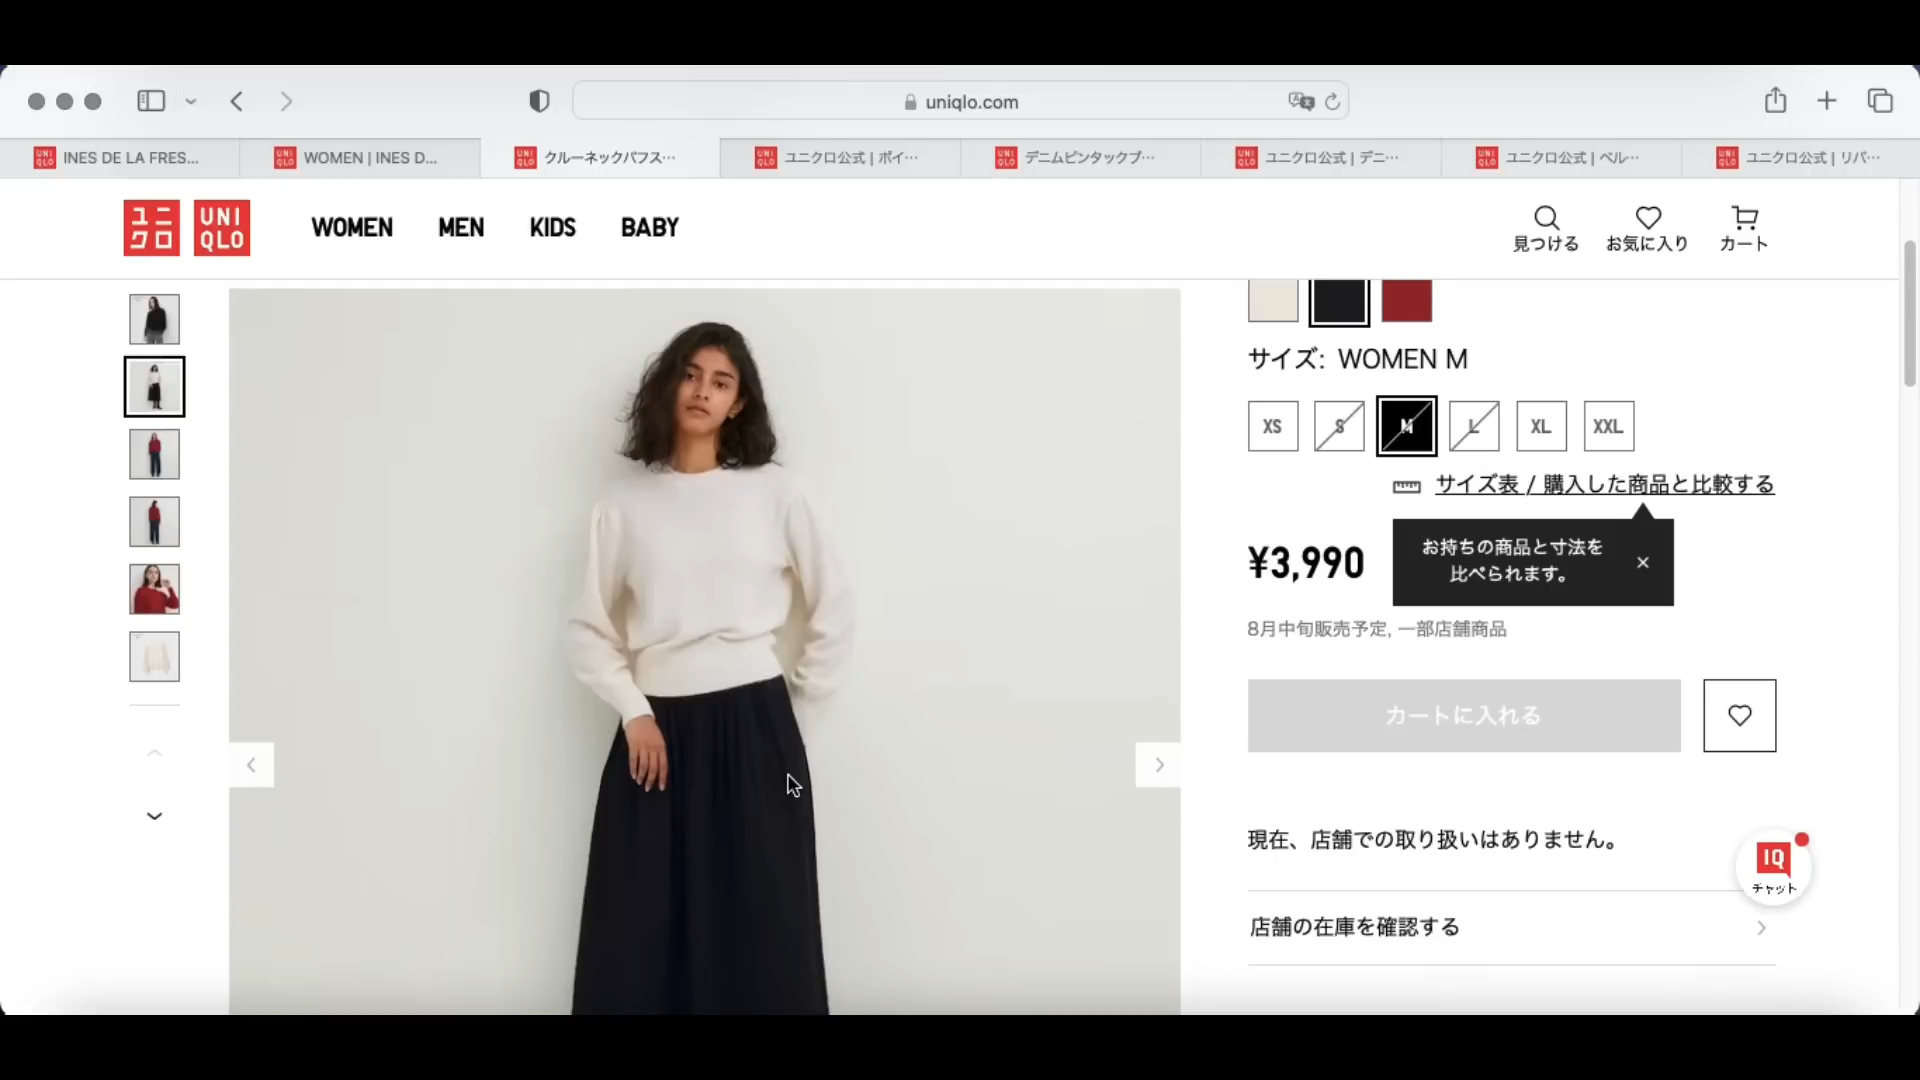 uniqlo.com
INES DE LA FRES...
WOMEN | INES D...
クルーネックパフス…
ユニクロ公式 | ボイ…
デニムピンタックブ…
ユニクロ公式 | デニ…
ユニクロ公式 | ベル…
ユニクロ公式 | リバ…
ユニクロ
UNIQLO
WOMEN
MEN
KIDS
BABY
見つける
お気に入り
カート
サイズ: WOMEN M
XS
S
M
L
XL
XXL
サイズ表 / 購入した商品と比較する
¥3,990
お持ちの商品と寸法を
比べられます。
8月中旬販売予定, 一部店舗商品
カートに入れる
現在、店舗での取り扱いはありません。
IQ
チャット
店舗の在庫を確認する